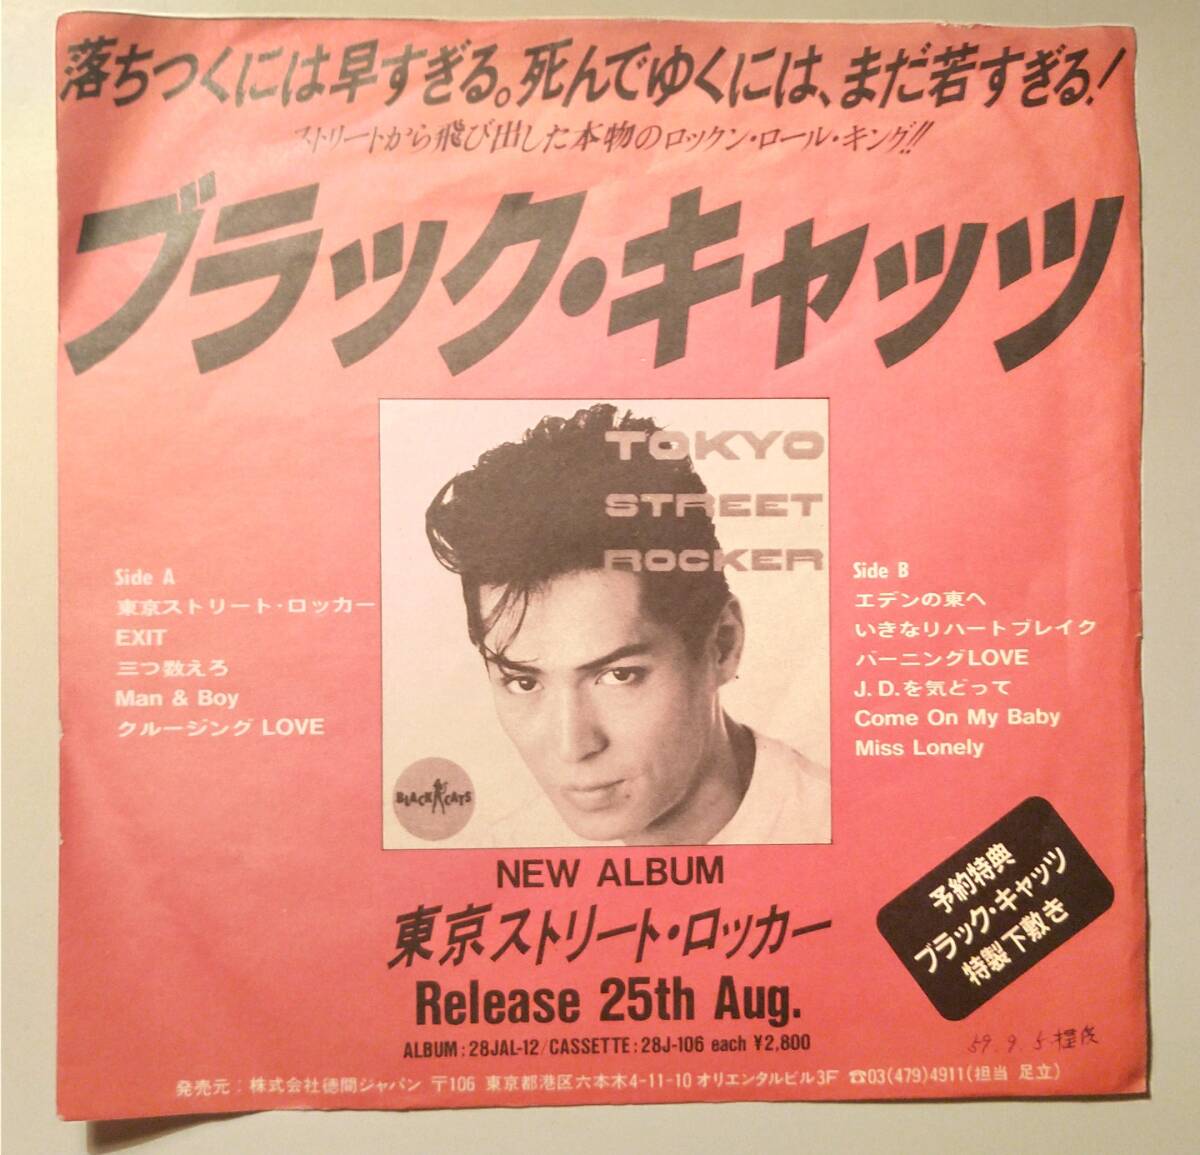 落ちつくには早すぎる。死んでゆくには、まだ若すぎる！
ストリートから飛び出した本物のロックン・ロール・キング!!
ブラック・キャッツ
TOKYO
STREET
ROCKER
BLACK CATS
Side A
東京ストリート・ロッカー
EXIT
三つ数えろ
Man & Boy
クルージング LOVE
Side B
エデンの東へ
いきなりハートブレイク
バーニングLOVE
J.D.を気どって
Come On My Baby
Miss Lonely
NEW ALBUM
東京ストリート・ロッカー
Release 25th Aug.
ALBUM:28JAL-12/CASSETTE:28J-106 each ¥2,800
予約特典
ブラック・キャッツ
特製下敷き
59.9.5
発売元：株式会社徳間ジャパン 〒106 東京都港区六本木4-11-10 オリエンタルビル3F ☎03(479)4911(担当 足立)